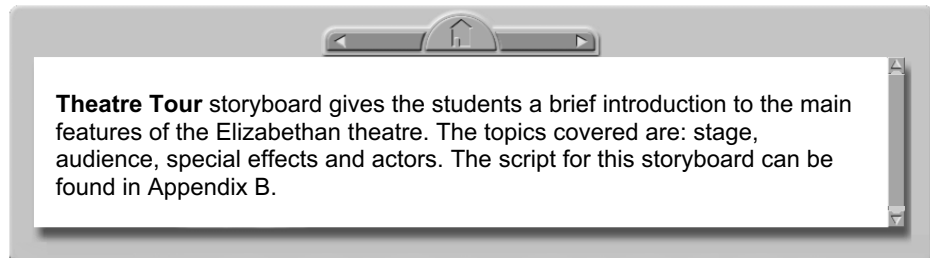 Theatre Tour storyboard gives the students a brief introduction to the main
features of the Elizabethan theatre. The topics covered are: stage,
audience, special effects and actors. The script for this storyboard can be
found in Appendix B.